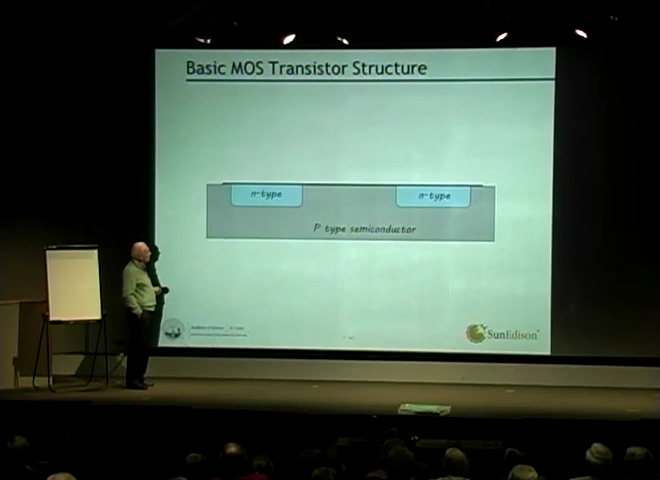 Basic MOS Transistor Structure
n-type n-type
P type semiconductor
SunEdison